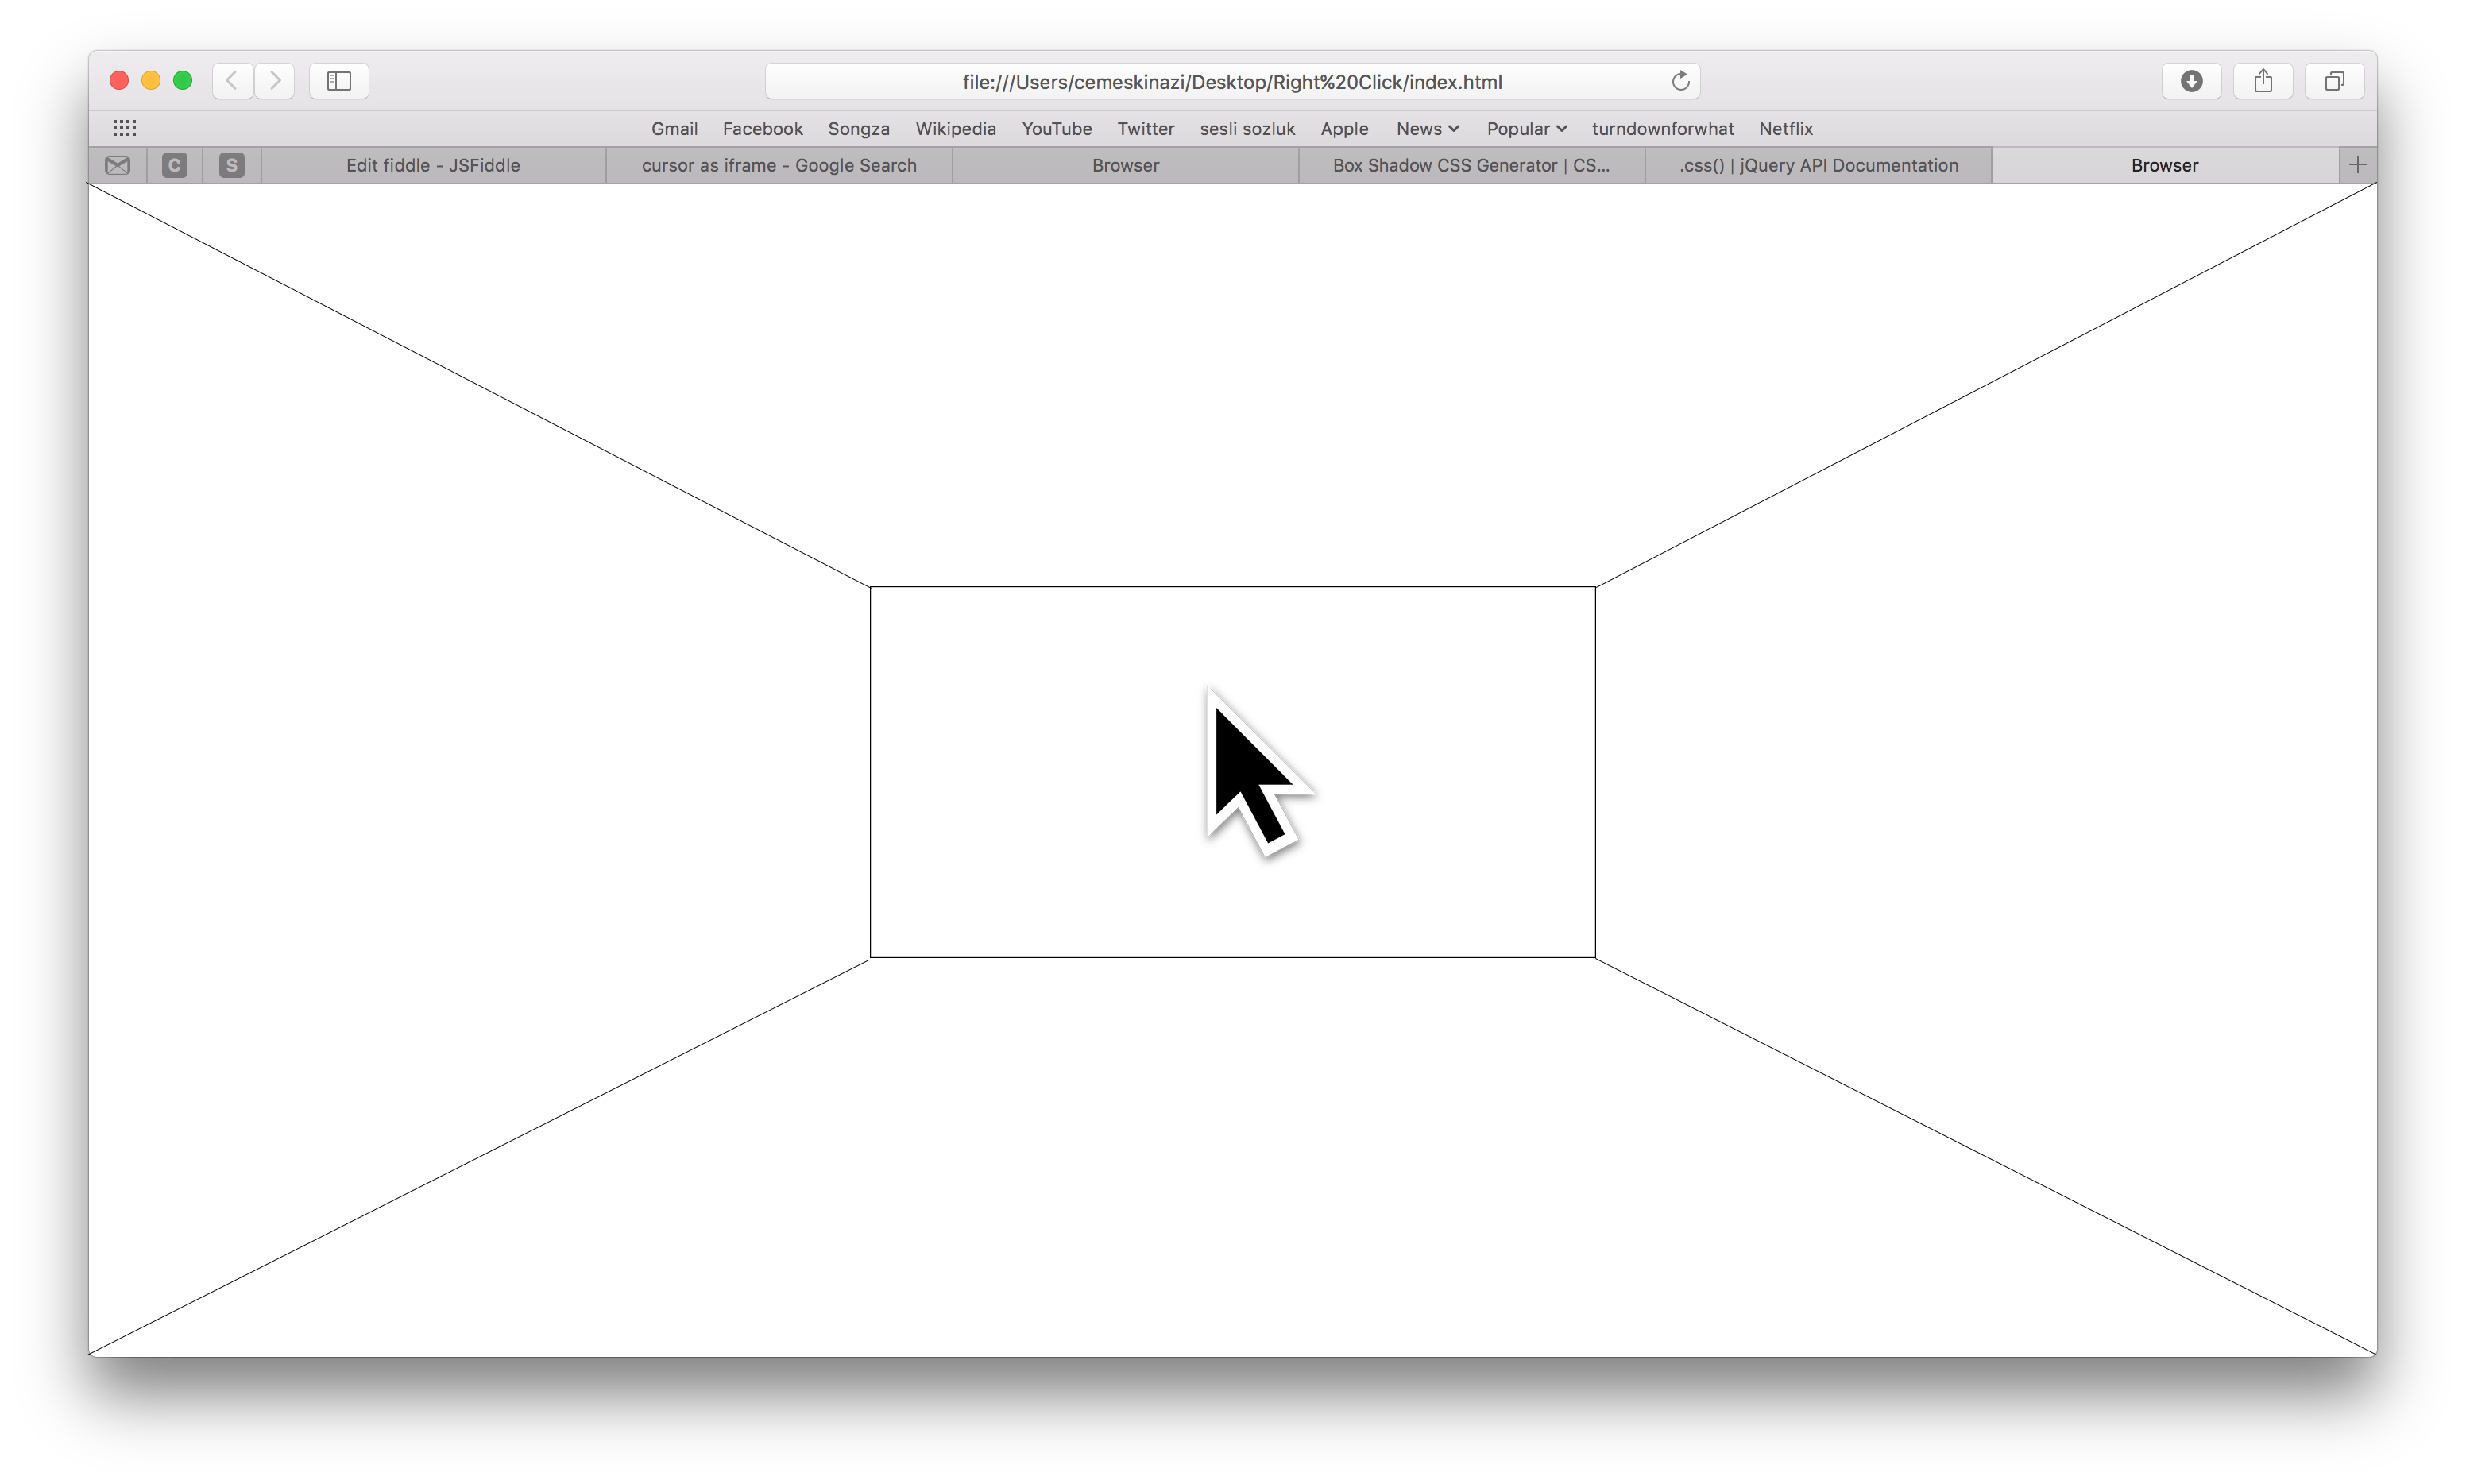 file:///Users/cemeskinazi/Desktop/Right%20Click/index.html
Gmail Facebook Songza Wikipedia YouTube Twitter sesli sozluk Apple News Popular turndownforwhat Netflix
C S Edit fiddle - JSFiddle cursor as iframe - Google Search Browser Box Shadow CSS Generator | CS... .css() | jQuery API Documentation Browser